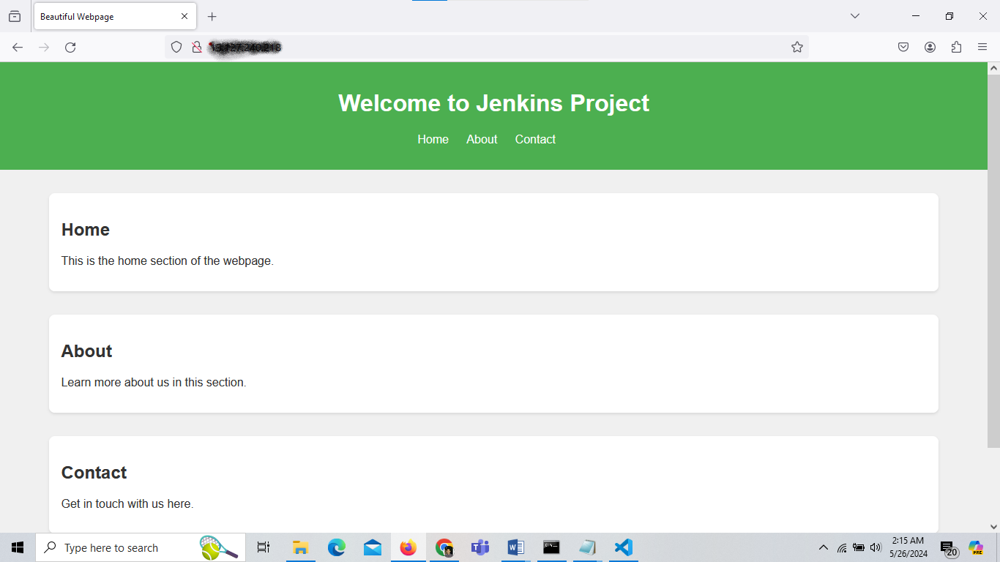 Beautiful Webpage
Welcome to Jenkins Project
Home About Contact
Home
This is the home section of the webpage.
About
Learn more about us in this section.
Contact
Get in touch with us here.
Type here to search
2:15 AM
5/26/2024
20
PRE